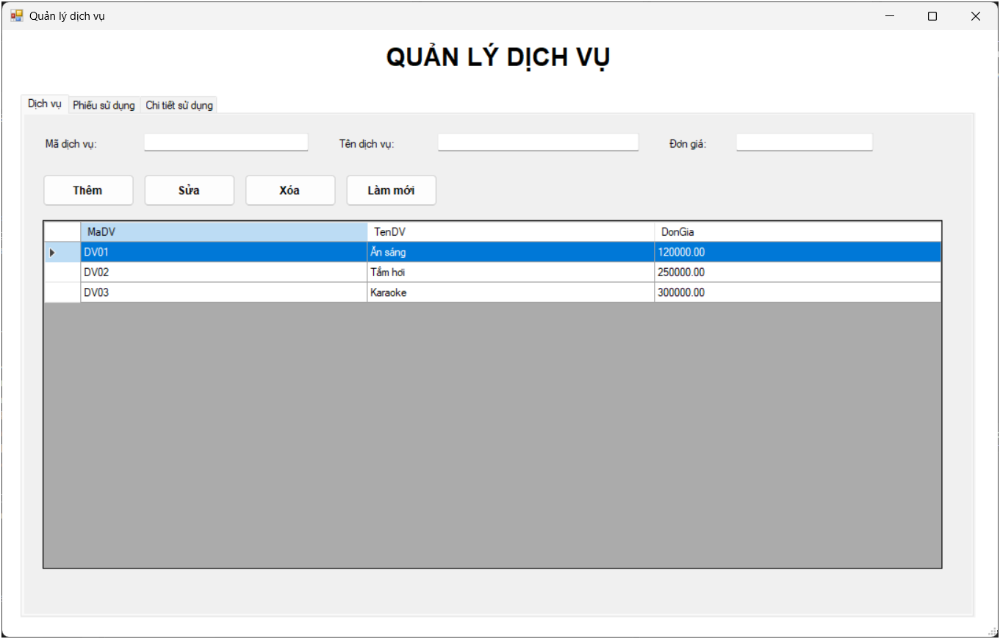 Quản lý dịch vụ
QUẢN LÝ DỊCH VỤ
Dịch vụ Phiếu sử dụng Chi tiết sử dụng
Mã dịch vụ: Tên dịch vụ: Đơn giá:
Thêm Sửa Xóa Làm mới
MaDV TenDV DonGia
DV01 Ăn sáng 120000.00
DV02 Tắm hơi 250000.00
DV03 Karaoke 300000.00